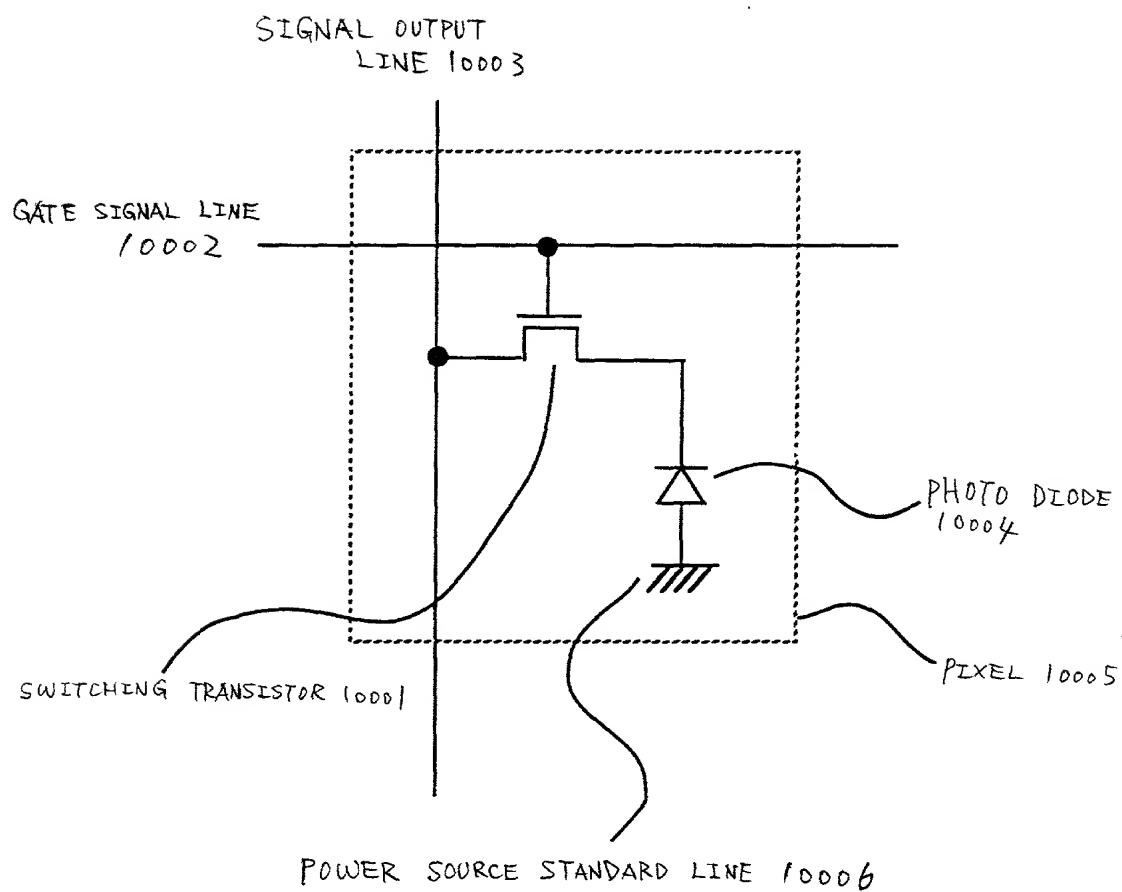 SIGNAL OUTPUT
LINE 10003
GATE SIGNAL LINE
10002
PHOTO DIODE
10004
PIXEL 10005
SWITCHING TRANSISTOR 10001
POWER SOURCE STANDARD LINE 10006